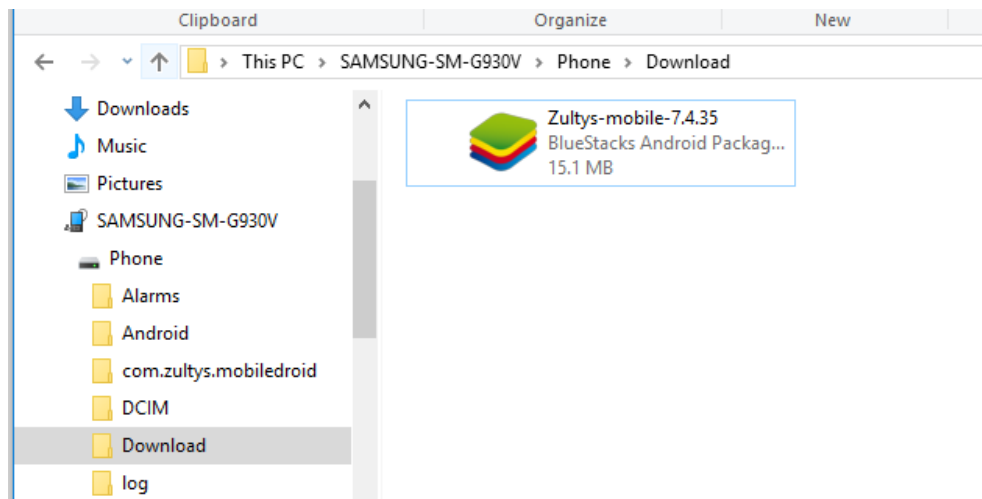 Clipboard Organize New
This PC > SAMSUNG-SM-G930V > Phone > Download
Downloads
Music
Pictures
SAMSUNG-SM-G930V
Phone
Alarms
Android
com.zultys.mobiledroid
DCIM
Download
log
Zultys-mobile-7.4.35
BlueStacks Android Packag...
15.1 MB